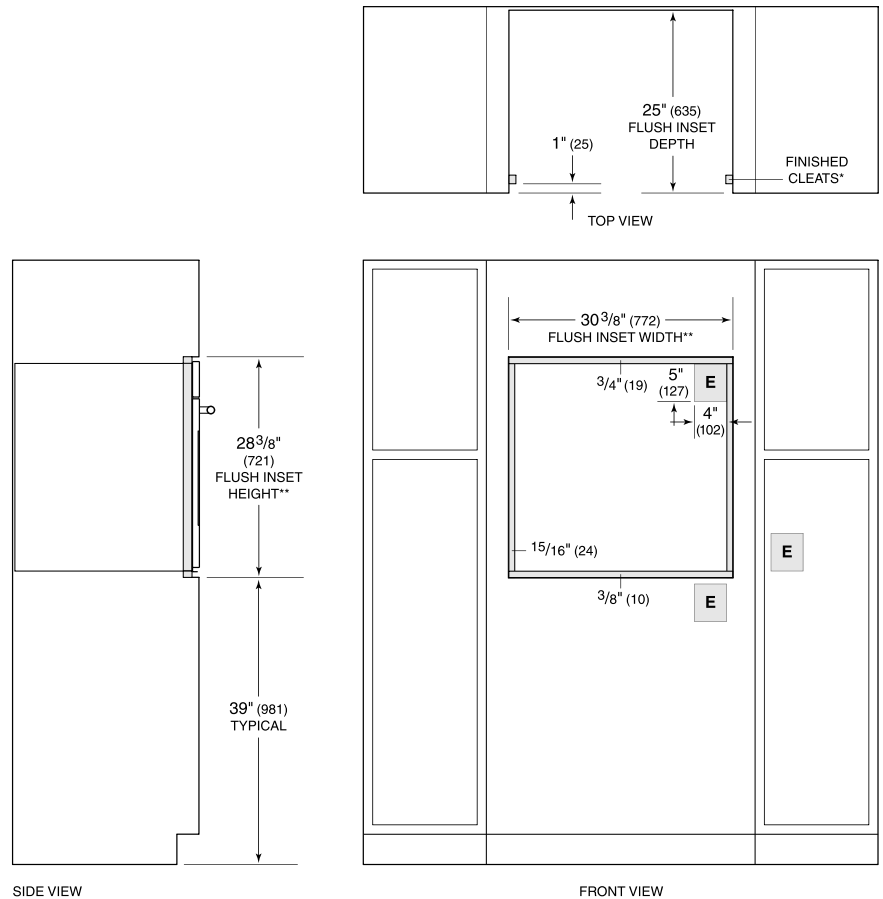 25" (635)
FLUSH INSET
DEPTH
1" (25)
FINISHED
CLEATS*
TOP VIEW
30 3/8" (772)
FLUSH INSET WIDTH**
3/4" (19)
5"
(127)
E
4"
(102)
28 3/8"
(721)
FLUSH INSET
HEIGHT**
15/16" (24)
E
3/8" (10)
E
39" (981)
TYPICAL
SIDE VIEW
FRONT VIEW